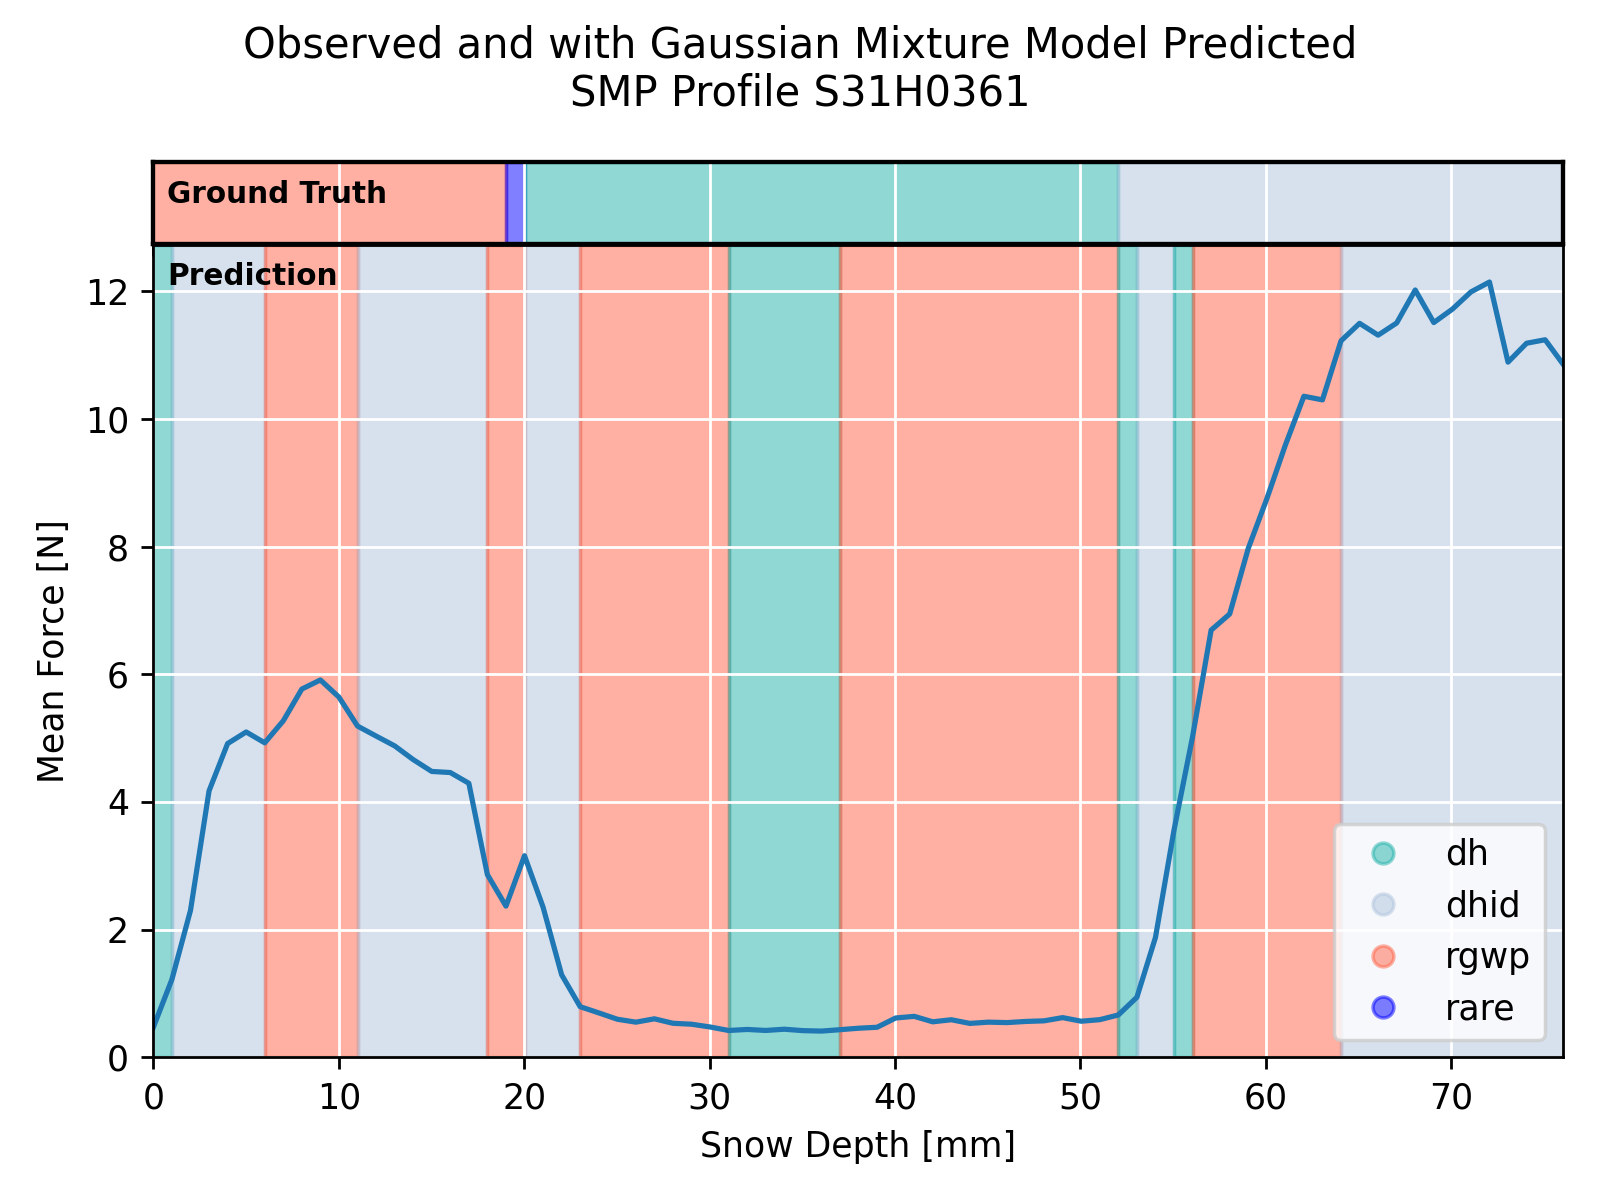 Observed and with Gaussian Mixture Model Predicted
SMP Profile S31H0361
Ground Truth
Prediction
12
10
8
6
4
2
0
Mean Force [N]
dh
dhid
rgwp
rare
0 10 20 30 40 50 60 70
Snow Depth [mm]